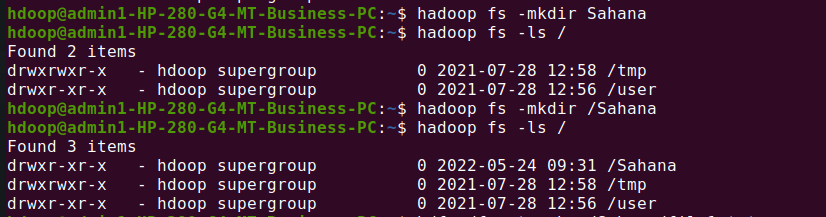 hdoop@admin1-HP-280-G4-MT-Business-PC:~$ hadoop fs -mkdir Sahana
hdoop@admin1-HP-280-G4-MT-Business-PC:~$ hadoop fs -ls /
Found 2 items
drwxrwxr-x   - hdoop supergroup          0 2021-07-28 12:58 /tmp
drwxr-xr-x   - hdoop supergroup          0 2021-07-28 12:56 /user
hdoop@admin1-HP-280-G4-MT-Business-PC:~$ hadoop fs -mkdir /Sahana
hdoop@admin1-HP-280-G4-MT-Business-PC:~$ hadoop fs -ls /
Found 3 items
drwxr-xr-x   - hdoop supergroup          0 2022-05-24 09:31 /Sahana
drwxrwxr-x   - hdoop supergroup          0 2021-07-28 12:58 /tmp
drwxr-xr-x   - hdoop supergroup          0 2021-07-28 12:56 /user